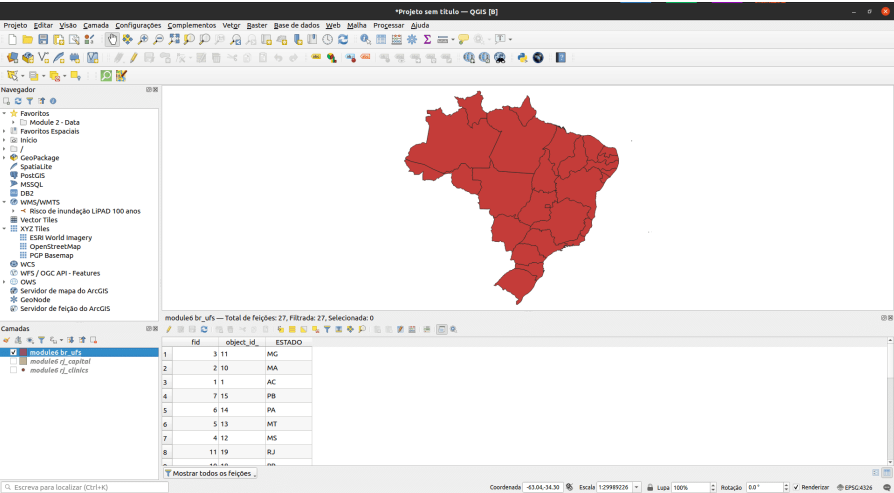 *Projeto sem título — QGIS [B]
Projeto Editar Visão Camada Configurações Complementos Vetor Raster Base de dados Web Malha Processar Ajuda
Navegador
Favoritos
Module 2 - Data
Favoritos Espaciais
Início
/
GeoPackage
SpatiaLite
PostGIS
MSSQL
DB2
WMS/WMTS
Risco de inundação LiPAD 100 anos
Vector Tiles
XYZ Tiles
ESRI World Imagery
OpenStreetMap
PGP Basemap
WCS
WFS / OGC API - Features
OWS
Servidor de mapa do ArcGIS
GeoNode
Servidor de feição do ArcGIS
Camadas
module6 br_ufs
module6 rj_capital
module6 rj_clinics
module6 br_ufs — Total de feições: 27, Filtrada: 27, Selecionada: 0
fid object_id_ ESTADO
1 3 11 MG
2 2 10 MA
3 1 1 AC
4 7 15 PB
5 6 14 PA
6 5 13 MT
7 4 12 MS
8 11 19 RJ
Mostrar todos os feições
Escreva para localizar (Ctrl+K)
Coordenada -63.04,-34.30 Escala 1:29989226 Lupa 100% Rotação 0.0° Renderizar EPSG:4326